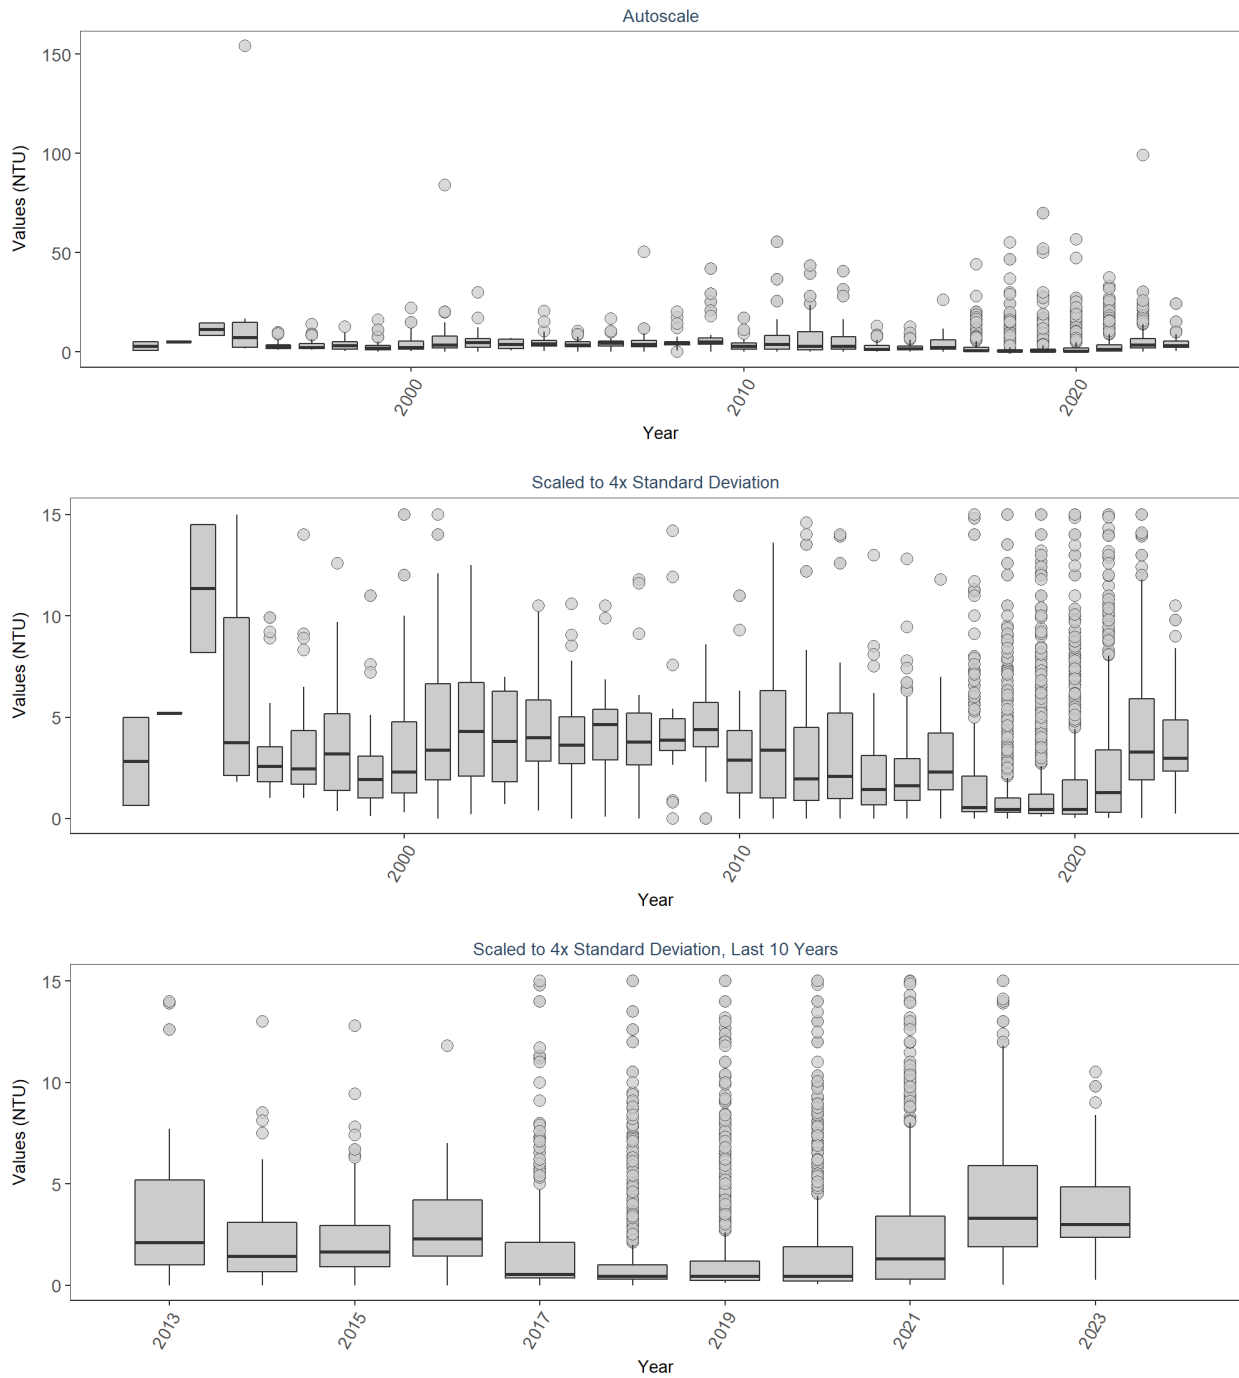 Autoscale
150
100
50
0
Values (NTU)
2000
2010
2020
Year
Scaled to 4x Standard Deviation
15
10
5
0
Values (NTU)
2000
2010
2020
Year
Scaled to 4x Standard Deviation, Last 10 Years
15
10
5
0
Values (NTU)
2013
2015
2017
2019
2021
2023
Year